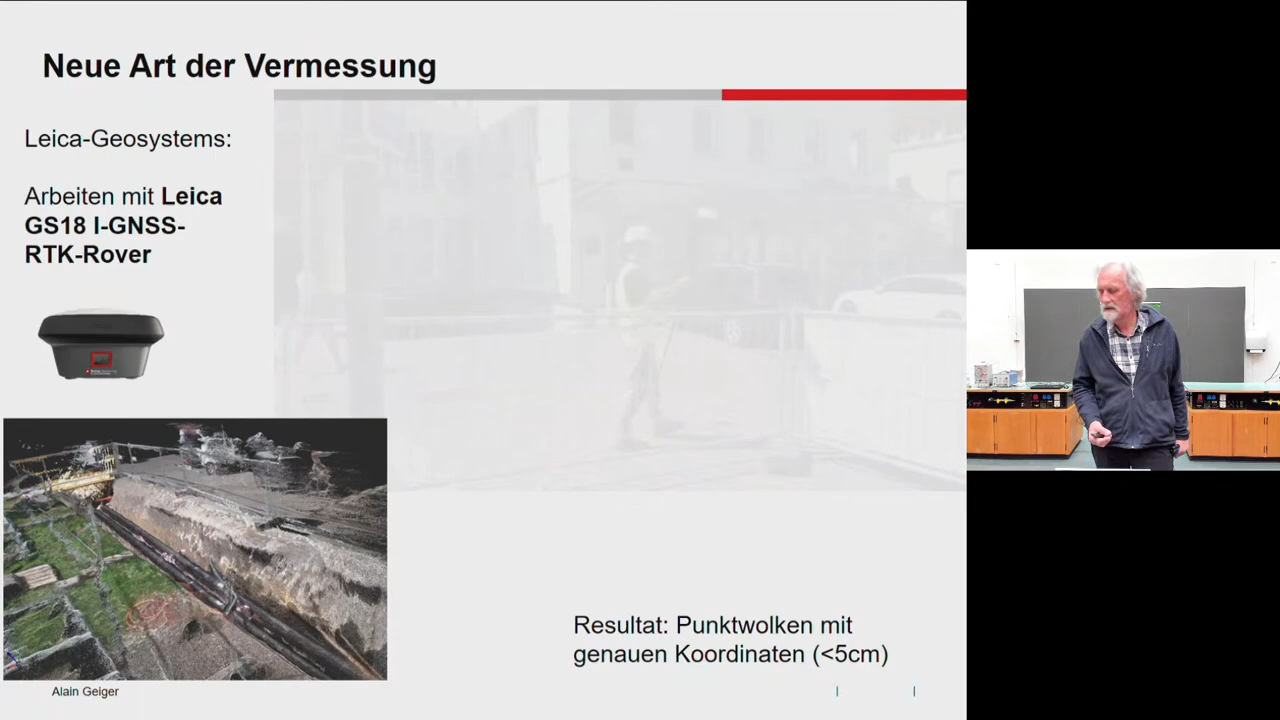 Neue Art der Vermessung
Leica-Geosystems:
Arbeiten mit Leica
GS18 I-GNSS-
RTK-Rover
Resultat: Punktwolken mit
genauen Koordinaten (<5cm)
Alain Geiger